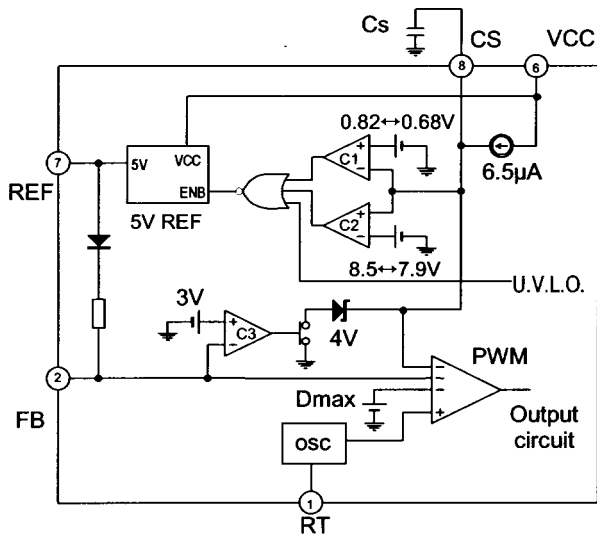 Cs
CS
VCC
8
6
0.82↔0.68V
7
5V
VCC
C1
+
−
6.5μA
REF
ENB
5V REF
C2
+
−
8.5↔7.9V
U.V.L.O.
3V
+
C3
−
4V
PWM
2
−
−
−
+
Dmax
FB
Output
circuit
OSC
1
RT